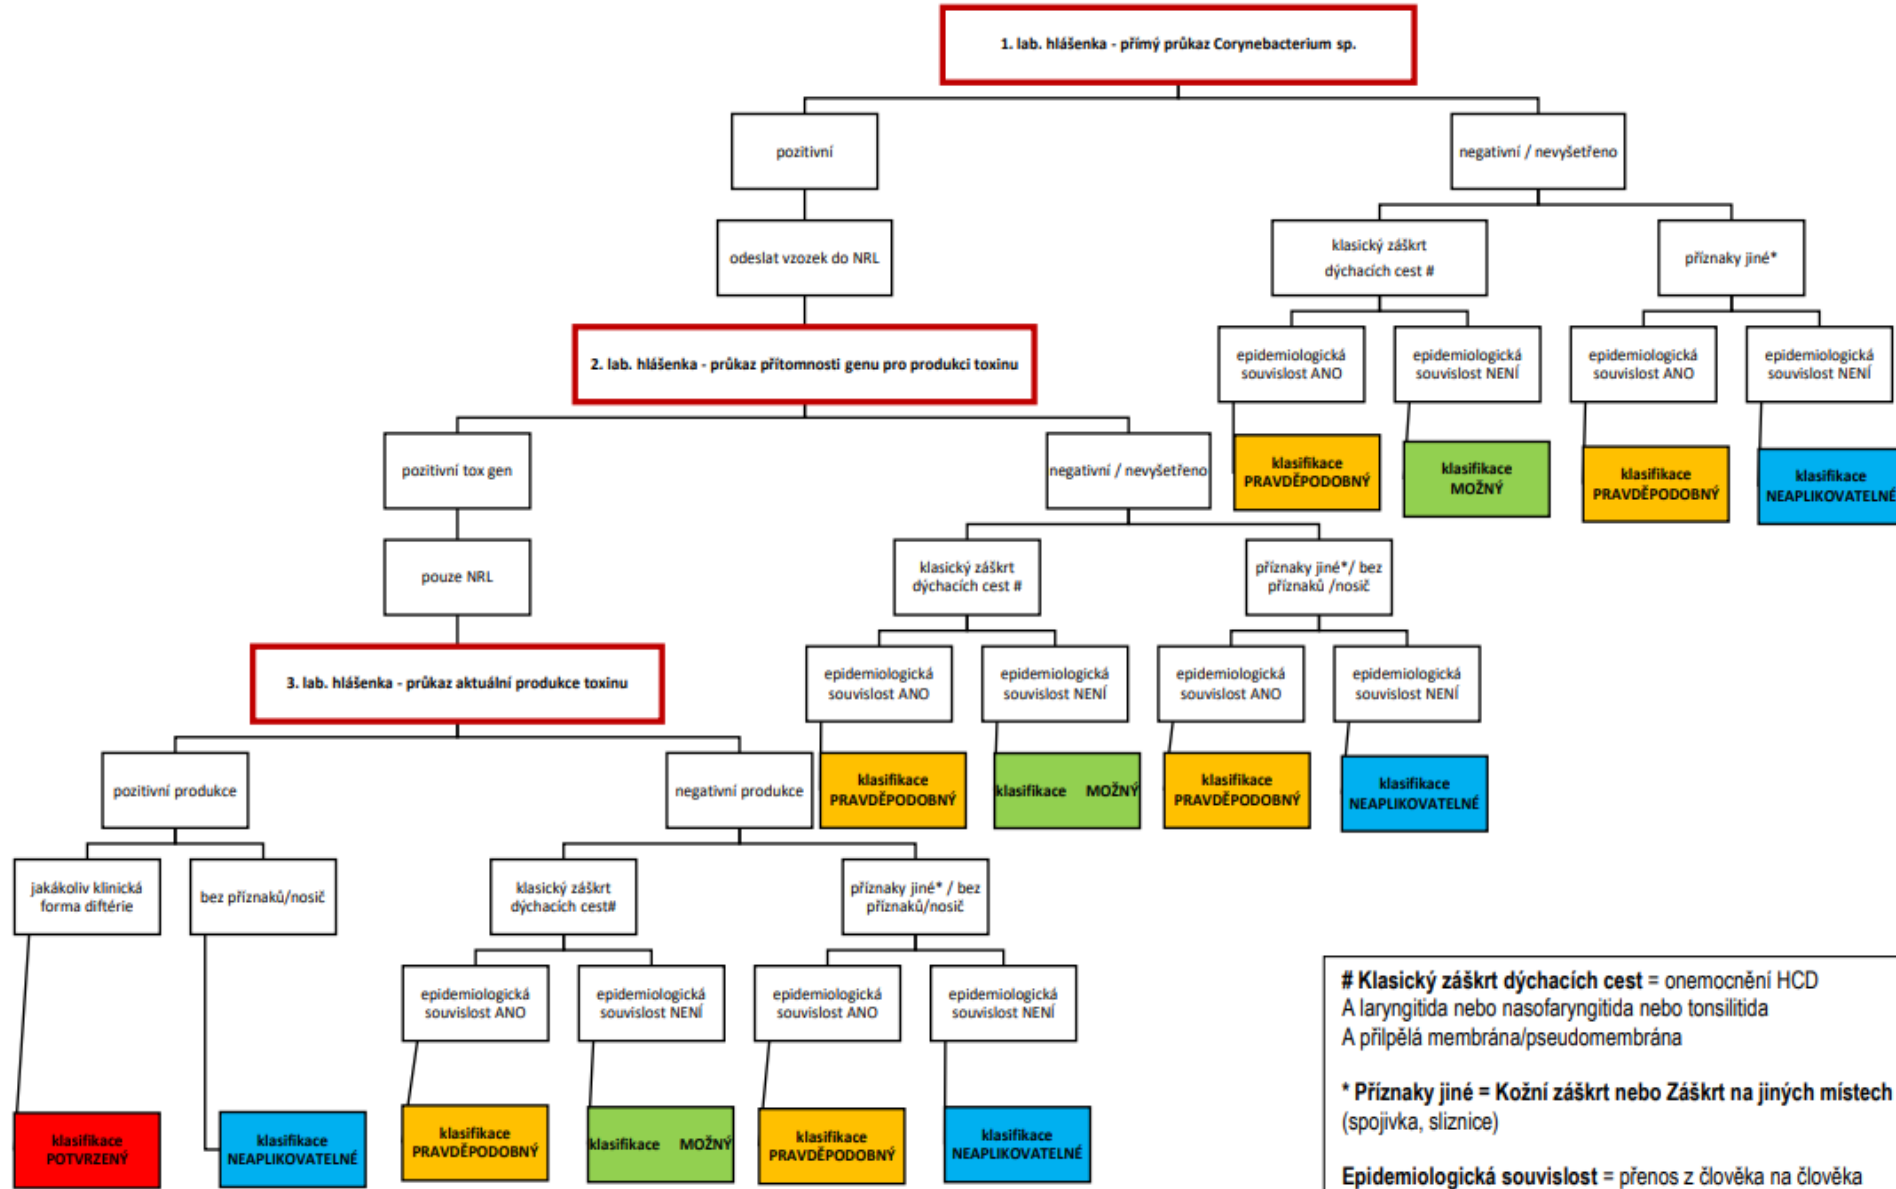 1. lab. hlášenka - přímý průkaz Corynebacterium sp.
pozitivní
negativní / nevyšetřeno
odeslat vzozek do NRL
klasický záškrt
dýchacích cest #
příznaky jiné*
2. lab. hlášenka - průkaz přítomnosti genu pro produkci toxinu
epidemiologická
souvislost ANO
epidemiologická
souvislost NENÍ
epidemiologická
souvislost ANO
epidemiologická
souvislost NENÍ
pozitivní tox gen
negativní / nevyšetřeno
klasifikace
PRAVDĚPODOBNÝ
klasifikace
MOŽNÝ
klasifikace
PRAVDĚPODOBNÝ
klasifikace
NEAPLIKOVATELNÉ
pouze NRL
klasický záškrt
dýchacích cest #
příznaky jiné*/ bez
příznaků /nosič
3. lab. hlášenka - průkaz aktuální produkce toxinu
epidemiologická
souvislost ANO
epidemiologická
souvislost NENÍ
epidemiologická
souvislost ANO
epidemiologická
souvislost NENÍ
pozitivní produkce
negativní produkce
klasifikace
PRAVDĚPODOBNÝ
klasifikace MOŽNÝ
klasifikace
PRAVDĚPODOBNÝ
klasifikace
NEAPLIKOVATELNÉ
jakákoliv klinická
forma diftérie
bez příznaků/nosič
klasický záškrt
dýchacích cest#
příznaky jiné* / bez
příznaků/nosič
epidemiologická
souvislost ANO
epidemiologická
souvislost NENÍ
epidemiologická
souvislost ANO
epidemiologická
souvislost NENÍ
klasifikace
POTVRZENÝ
klasifikace
NEAPLIKOVATELNÉ
klasifikace
PRAVDĚPODOBNÝ
klasifikace MOŽNÝ
klasifikace
PRAVDĚPODOBNÝ
klasifikace
NEAPLIKOVATELNÉ
# Klasický záškrt dýchacích cest = onemocnění HCD
A laryngitida nebo nasofaryngitida nebo tonsilitida
A přilpělá membrána/pseudomembrána
* Příznaky jiné = Kožní záškrt nebo Záškrt na jiných místech
(spojivka, sliznice)
Epidemiologická souvislost = přenos z člověka na člověka